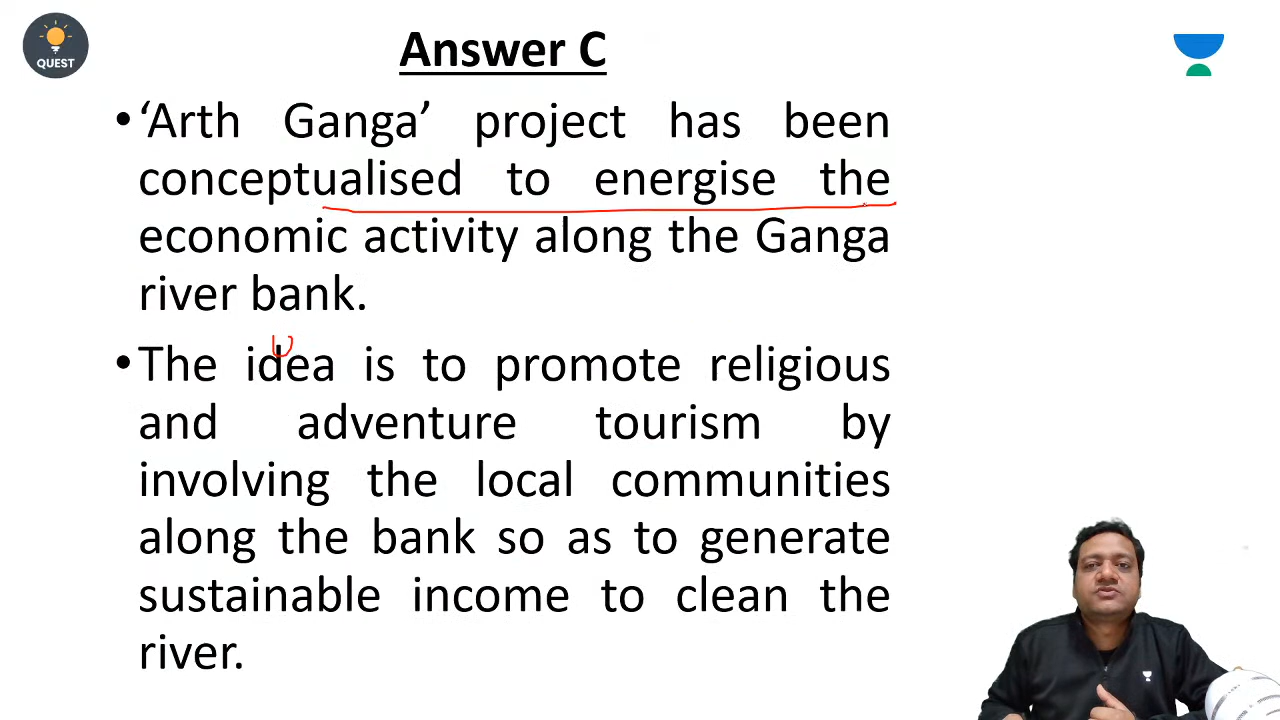 QUEST
Answer C
• ‘Arth Ganga’ project has been
conceptualised to energise the
economic activity along the Ganga
river bank.
• The idea is to promote religious
and adventure tourism by
involving the local communities
along the bank so as to generate
sustainable income to clean the
river.